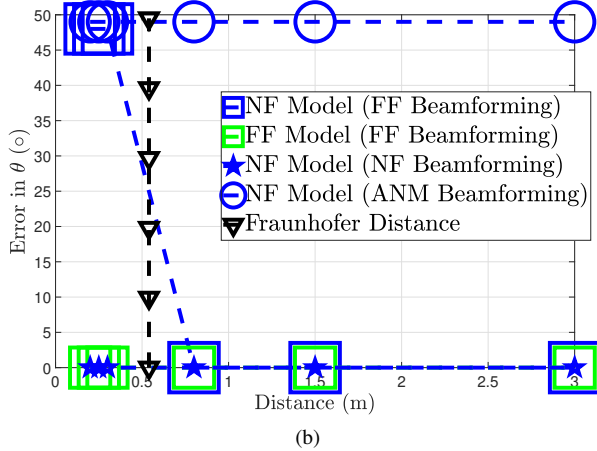 50
45
40
35
30
25
20
15
10
5
0
Error in θ (○)
NF Model (FF Beamforming)
FF Model (FF Beamforming)
NF Model (NF Beamforming)
NF Model (ANM Beamforming)
Fraunhofer Distance
0 0.5 1 1.5 2 2.5 3
Distance (m)
(b)